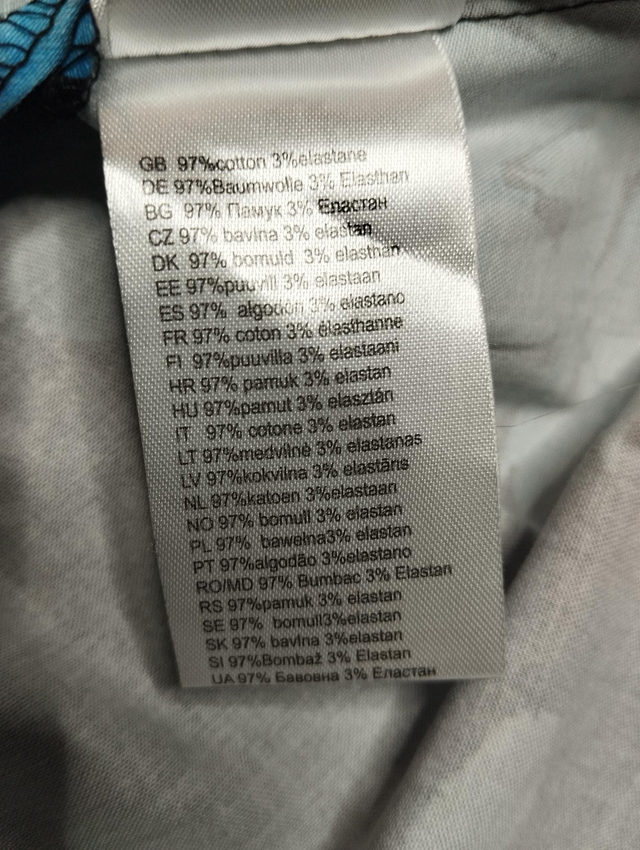 GB 97%cotton 3%elastane
DE 97%Baumwolle 3% Elasthan
BG 97% Памук 3% Еластан
CZ 97% bavlna 3% elastan
DK 97% bomuld 3% elasthan
EE 97%puuvill 3% elastaan
ES 97% algodón 3% elastano
FR 97% coton 3% élasthanne
FI 97%puuvilla 3% elastaani
HR 97% pamuk 3% elastan
HU 97%pamut 3% elasztán
IT 97% cotone 3% elastan
LT 97%medvilnė 3% elastanas
LV 97%kokvilna 3% elastāns
NL 97%katoen 3%elastaan
NO 97% bomull 3% elastan
PL 97% bawełna3% elastan
PT 97%algodão 3%elastano
RO/MD 97% Bumbac 3% Elastan
RS 97%pamuk 3% elastan
SE 97% bomull3%elastan
SK 97% bavlna 3%elastan
SI 97%Bombaž 3% Elastan
UA 97% Бавовна 3% Еластан